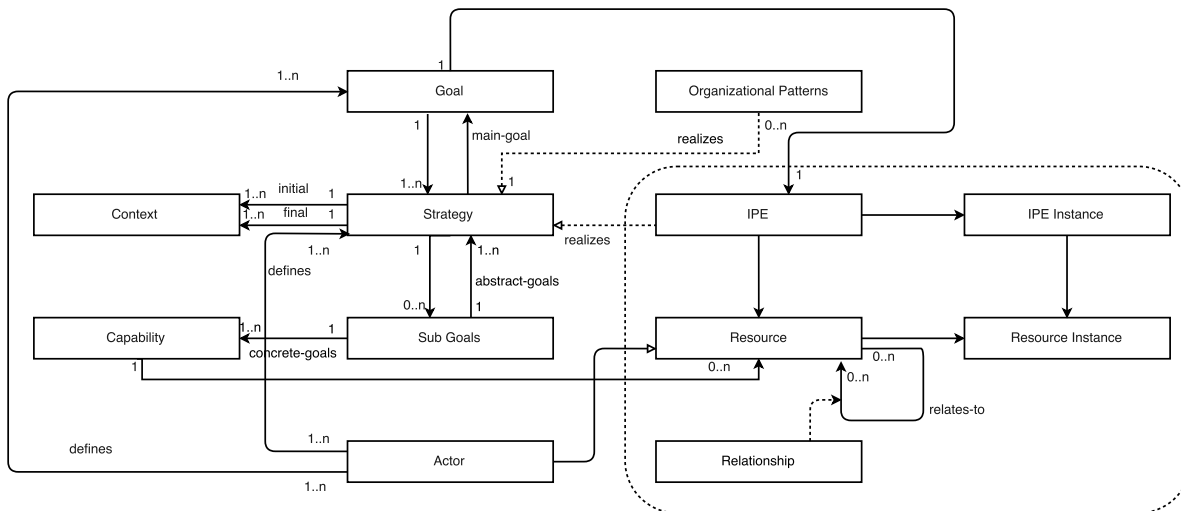 1
1..n
Goal
Organizational Patterns
1
main-goal
realizes
0..n
1..n
1
1
1..n
initial
1
Context
1..n
final
1
Strategy
IPE
IPE Instance
1..n
defines
1
1..n
realizes
abstract-goals
0..n
1
Capability
1..n
1
Sub Goals
Resource
Resource Instance
concrete-goals
1
0..n
0..n
0..n
relates-to
1..n
defines
Actor
Relationship
1..n